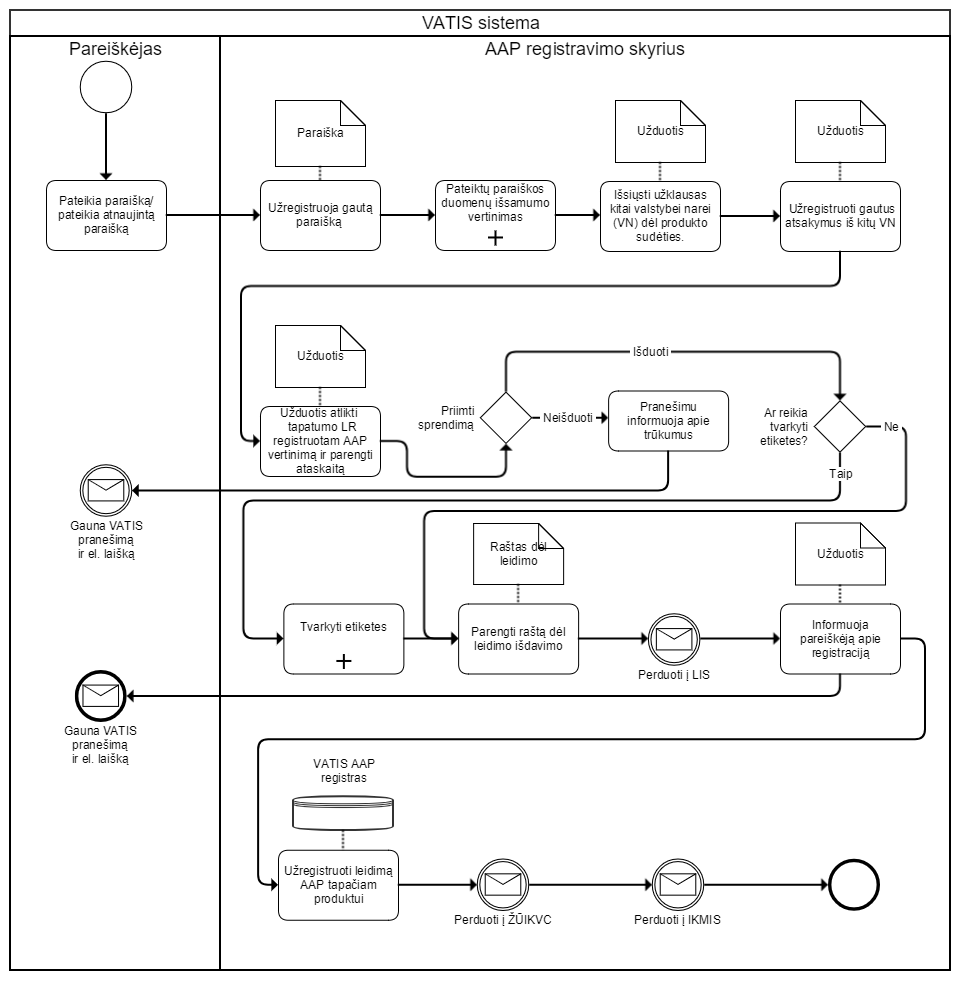 VATIS sistema
Pareiškėjas
AAP registravimo skyrius
Paraiška
Užduotis
Užduotis
Pateikia paraišką/
pateikia atnaujintą
paraišką
Užregistruoja gautą
paraišką
Pateiktų paraiškos
duomenų išsamumo
vertinimas
Išsiųsti užklausas
kitai valstybei narei
(VN) dėl produkto
sudėties.
Užregistruoti gautus
atsakymus iš kitų VN
Užduotis
Išduoti
Užduotis atlikti
tapatumo LR
registruotam AAP
vertinimą ir parengti
ataskaitą
Priimti
sprendimą
Neišduoti
Pranešimu
informuoja apie
trūkumus
Ar reikia
tvarkyti
etiketes?
Ne
Taip
Gauna VATIS
pranešimą
ir el. laišką
Raštas dėl
leidimo
Užduotis
Tvarkyti etiketes
Parengti raštą dėl
leidimo išdavimo
Perduoti į LIS
Informuoja
pareiškėją apie
registraciją
Gauna VATIS
pranešimą
ir el. laišką
VATIS AAP
registras
Užregistruoti leidimą
AAP tapačiam
produktui
Perduoti į ŽŪIKVC
Perduoti į IKMIS